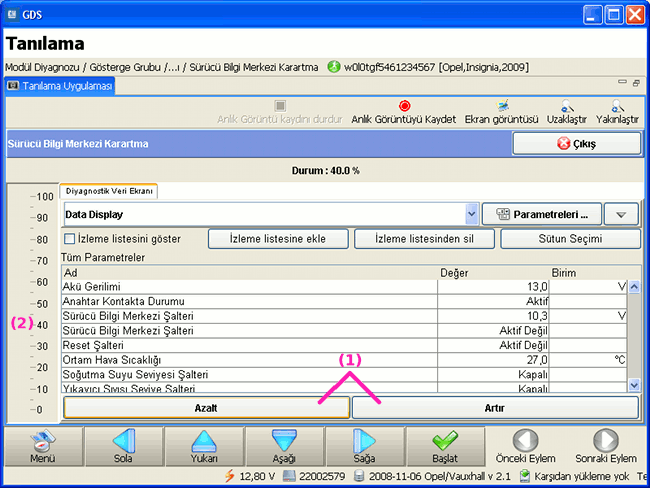 GDS
Tanılama
Modül Diyagnozu / Gösterge Grubu /...ı / Sürücü Bilgi Merkezi Karartma w0l0tgf5461234567 [Opel,Insignia,2009]
Tanılama Uygulaması
Anlık Görüntü kaydını durdur Anlık Görüntüyü Kaydet Ekran görüntüsü Uzaklaştır Yakınlaştır
Sürücü Bilgi Merkezi Karartma Çıkış
Durum : 40.0 %
Diyagnostik Veri Ekranı
Data Display Parametreleri ...
İzleme listesini göster İzleme listesine ekle İzleme listesinden sil Sütun Seçimi
Tüm Parametreler
Ad Değer Birim
Akü Gerilimi 13,0 V
Anahtar Kontakta Durumu Aktif
Sürücü Bilgi Merkezi Şalteri 10,3 V
Sürücü Bilgi Merkezi Şalteri Aktif Değil
Reset Şalteri Aktif Değil
Ortam Hava Sıcaklığı 27,0 °C
Soğutma Suyu Seviyesi Şalteri Kapalı
Yıkayıcı Sıvısı Seviye Şalteri Kapalı
100
90
80
70
60
50
(2) 40
30
20
10
0
(1)
Azalt Artır
Menü Sola Yukarı Aşağı Sağa Başlat Önceki Eylem Sonraki Eylem
12,80 V 22002579 2008-11-06 Opel/Vauxhall v 2.1 Karşıdan yükleme yok Te